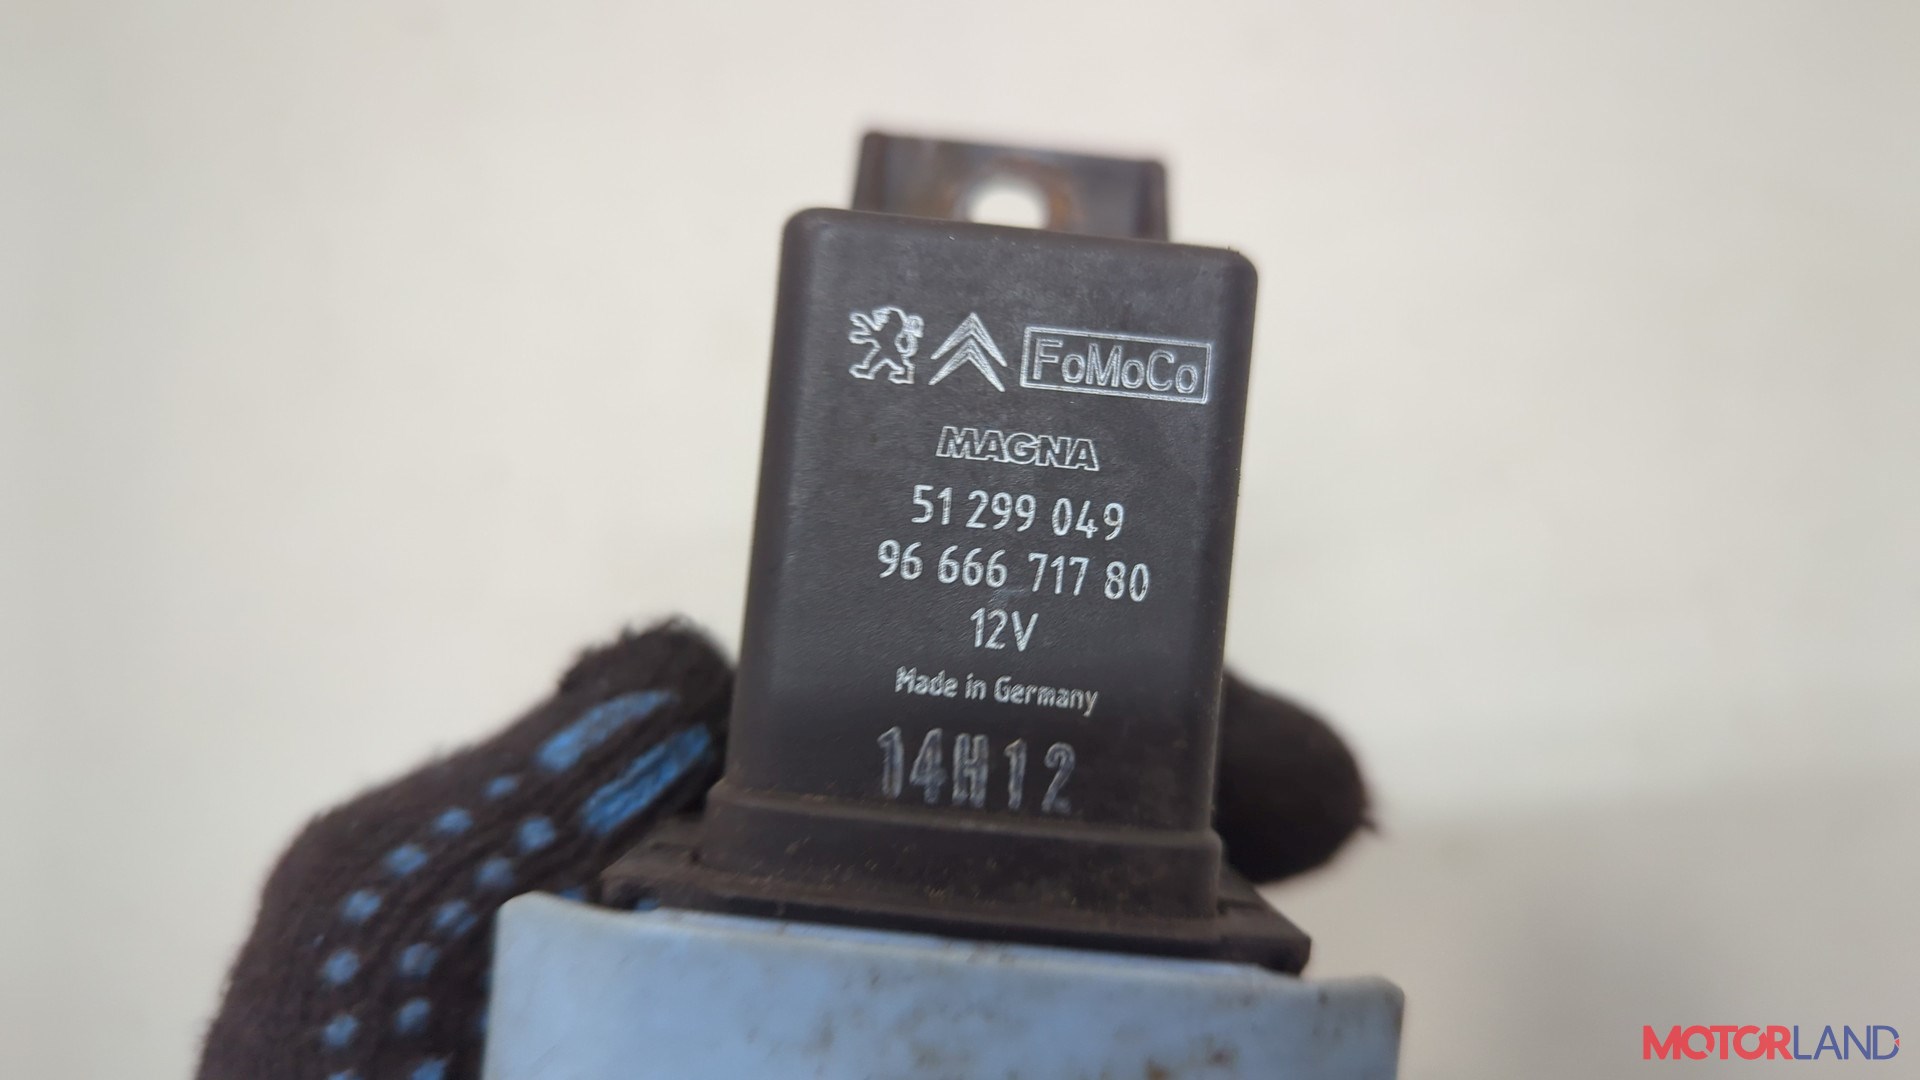 FoMoCo
MAGNA
51 299 049
96 666 717 80
12V
Made in Germany
14H12
MOTORLAND